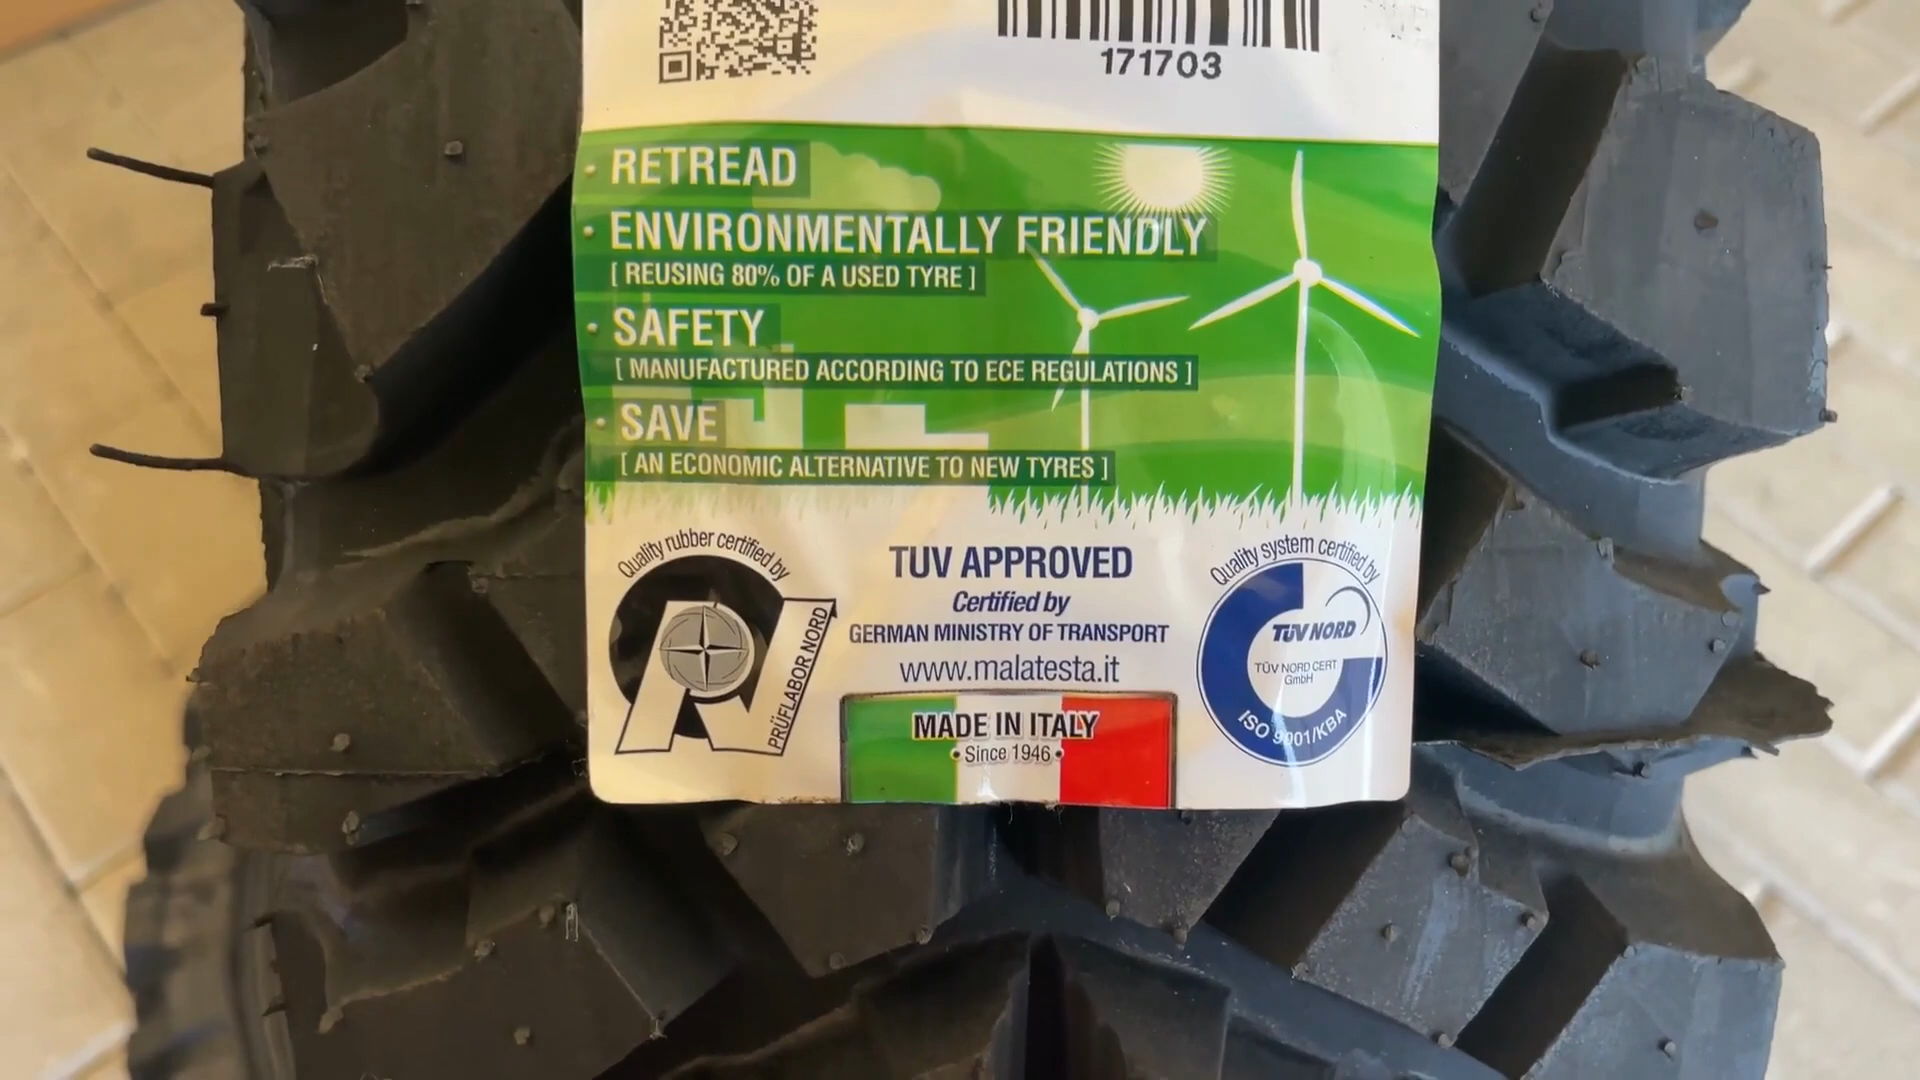 171703
· RETREAD
· ENVIRONMENTALLY FRIENDLY
[ REUSING 80% OF A USED TYRE ]
· SAFETY
[ MANUFACTURED ACCORDING TO ECE REGULATIONS ]
· SAVE
[ AN ECONOMIC ALTERNATIVE TO NEW TYRES ]
Quality rubber certified by
PRÜFLABOR NORD
TUV APPROVED
Certified by
GERMAN MINISTRY OF TRANSPORT
www.malatesta.it
MADE IN ITALY
• Since 1946 •
Quality system certified by
TÜV NORD
TÜV NORD CERT
GmbH
ISO 9001/KBA